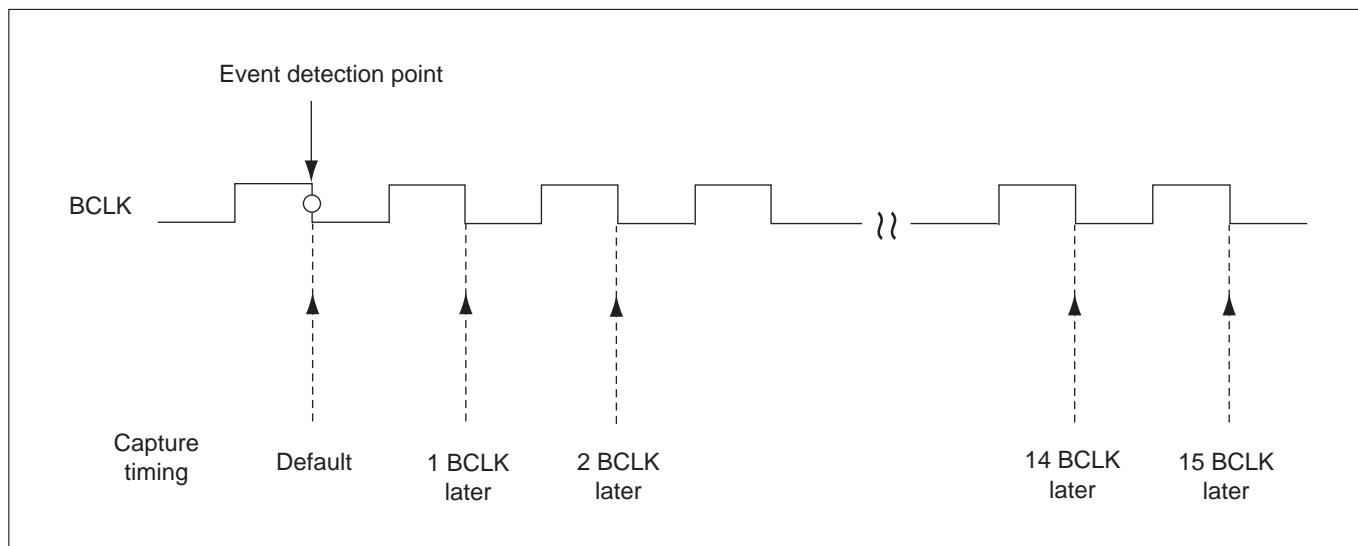 Event detection point
BCLK
Capture
timing
Default
1 BCLK
later
2 BCLK
later
14 BCLK
later
15 BCLK
later